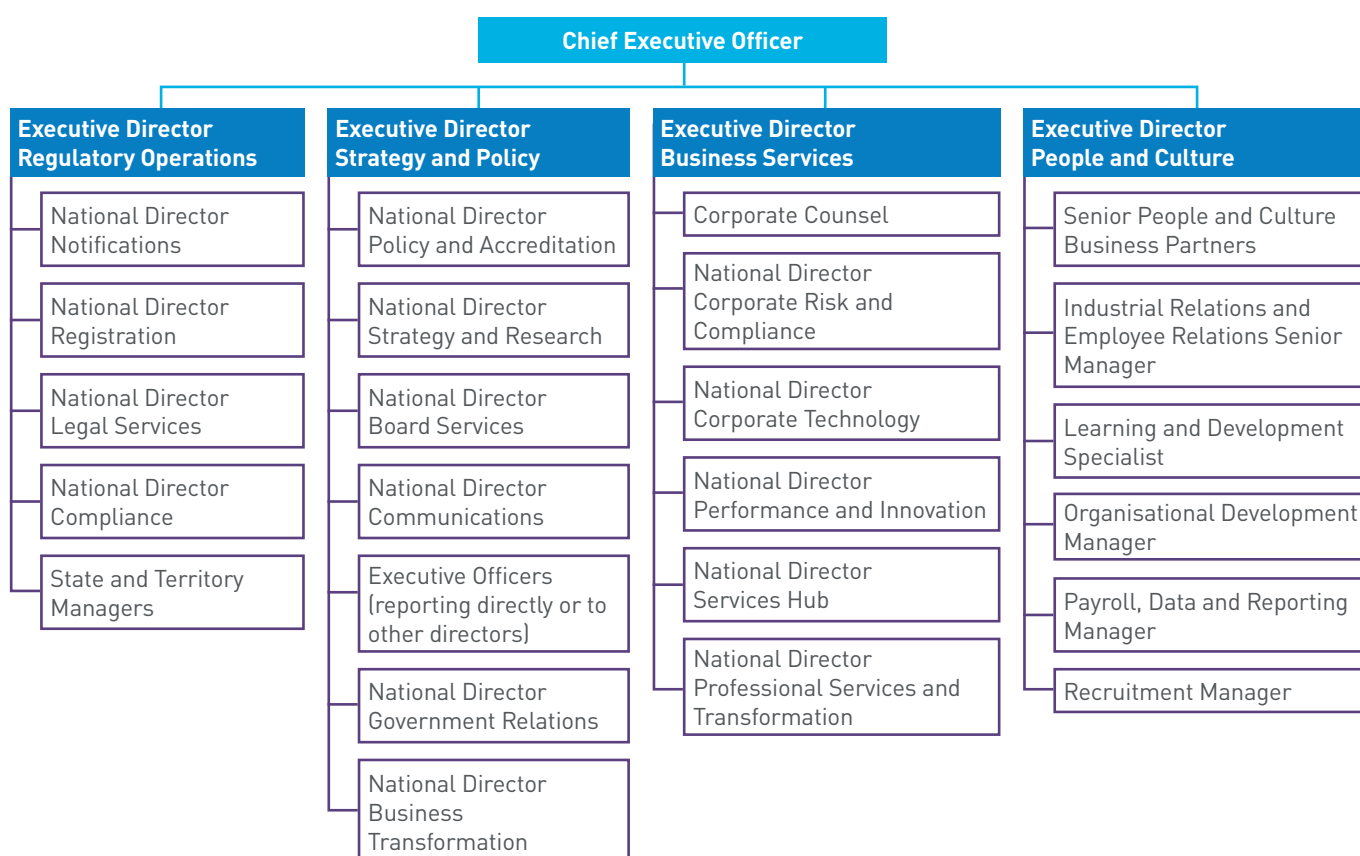 Chief Executive Officer
Executive Director
Regulatory Operations
National Director
Notifications
National Director
Registration
National Director
Legal Services
National Director
Compliance
State and Territory
Managers
Executive Director
Strategy and Policy
National Director
Policy and Accreditation
National Director
Strategy and Research
National Director
Board Services
National Director
Communications
Executive Officers
(reporting directly or to
other directors)
National Director
Government Relations
National Director
Business
Transformation
Executive Director
Business Services
Corporate Counsel
National Director
Corporate Risk and
Compliance
National Director
Corporate Technology
National Director
Performance and Innovation
National Director
Services Hub
National Director
Professional Services and
Transformation
Executive Director
People and Culture
Senior People and Culture
Business Partners
Industrial Relations and
Employee Relations Senior
Manager
Learning and Development
Specialist
Organisational Development
Manager
Payroll, Data and Reporting
Manager
Recruitment Manager